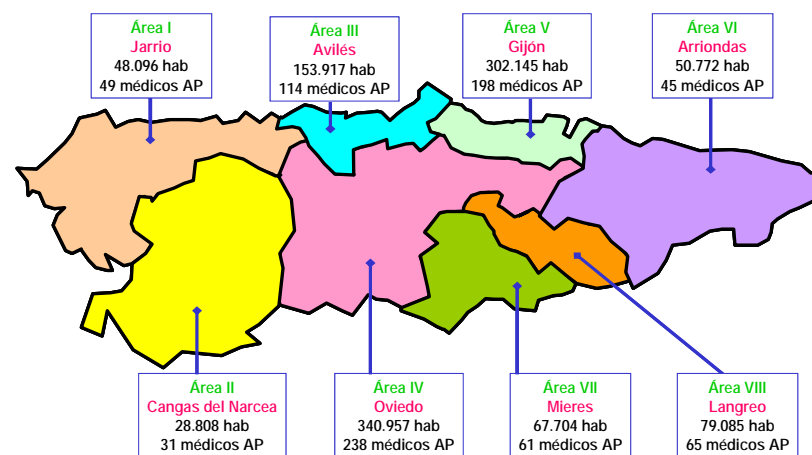 Área I
Jarrio
48.096 hab
49 médicos AP
Área III
Avilés
153.917 hab
114 médicos AP
Área V
Gijón
302.145 hab
198 médicos AP
Área VI
Arriondas
50.772 hab
45 médicos AP
Área II
Cangas del Narcea
28.808 hab
31 médicos AP
Área IV
Oviedo
340.957 hab
238 médicos AP
Área VII
Mieres
67.704 hab
61 médicos AP
Área VIII
Langreo
79.085 hab
65 médicos AP